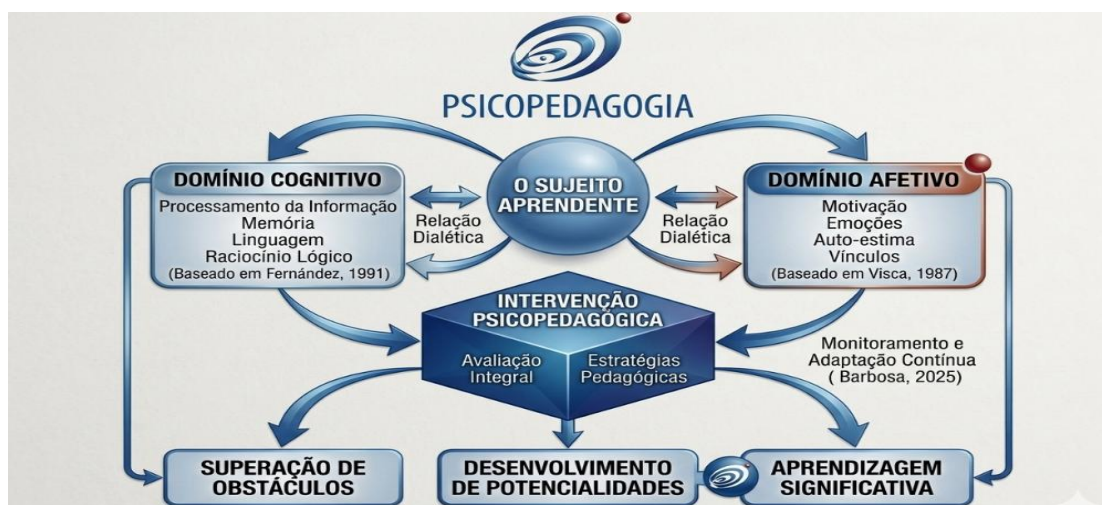 PSICOPEDAGOGIA
DOMÍNIO COGNITIVO
Processamento da Informação
Memória
Linguagem
Raciocínio Lógico
(Baseado em Fernández, 1991)
Relação
Dialética
O SUJEITO
APRENDENTE
Relação
Dialética
DOMÍNIO AFETIVO
Motivação
Emoções
Auto-estima
Vínculos
(Baseado em Visca, 1987)
INTERVENÇÃO
PSICOPEDAGÓGICA
Avaliação
Integral
Estratégias
Pedagógicas
Monitoramento e
Adaptação Contínua
( Barbosa, 2025)
SUPERAÇÃO DE
OBSTÁCULOS
DESENVOLVIMENTO
DE POTENCIALIDADES
APRENDIZAGEM
SIGNIFICATIVA